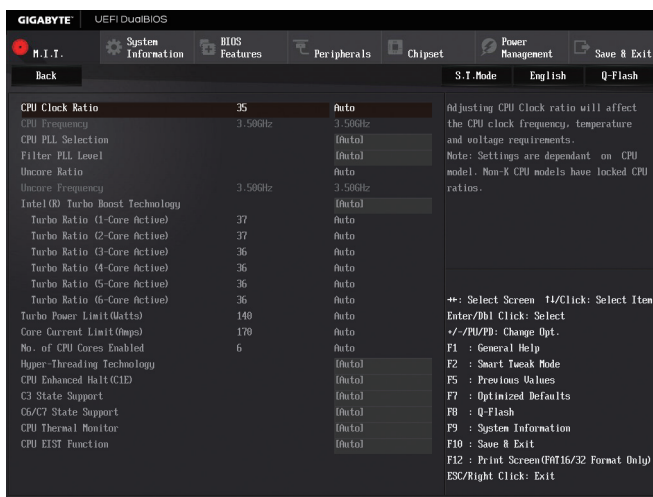 GIGABYTE™ UEFI DualBIOS
M.I.T. System Information BIOS Features Peripherals Chipset Power Management Save & Exit
Back S.T.Mode English Q-Flash
CPU Clock Ratio 35 Auto
CPU Frequency 3.50GHz 3.50GHz
CPU PLL Selection [Auto]
Filter PLL Level [Auto]
Uncore Ratio Auto
Uncore Frequency 3.50GHz 3.50GHz
Intel(R) Turbo Boost Technology [Auto]
Turbo Ratio (1-Core Active) 37 Auto
Turbo Ratio (2-Core Active) 37 Auto
Turbo Ratio (3-Core Active) 36 Auto
Turbo Ratio (4-Core Active) 36 Auto
Turbo Ratio (5-Core Active) 36 Auto
Turbo Ratio (6-Core Active) 36 Auto
Turbo Power Limit(Watts) 140 Auto
Core Current Limit(Amps) 170 Auto
No. of CPU Cores Enabled 6 Auto
Hyper-Threading Technology [Auto]
CPU Enhanced Halt(C1E) [Auto]
C3 State Support [Auto]
C6/C7 State Support [Auto]
CPU Thermal Monitor [Auto]
CPU EIST Function [Auto]
Adjusting CPU Clock ratio will affect
the CPU clock frequency, temperature
and voltage requirements.
Note: Settings are dependant on CPU
model. Non-K CPU models have locked CPU
ratios.
→←: Select Screen ↑↓/Click: Select Item
Enter/Dbl Click: Select
+/-/PU/PD: Change Opt.
F1 : General Help
F2 : Smart Tweak Mode
F5 : Previous Values
F7 : Optimized Defaults
F8 : Q-Flash
F9 : System Information
F10 : Save & Exit
F12 : Print Screen(FAT16/32 Format Only)
ESC/Right Click: Exit